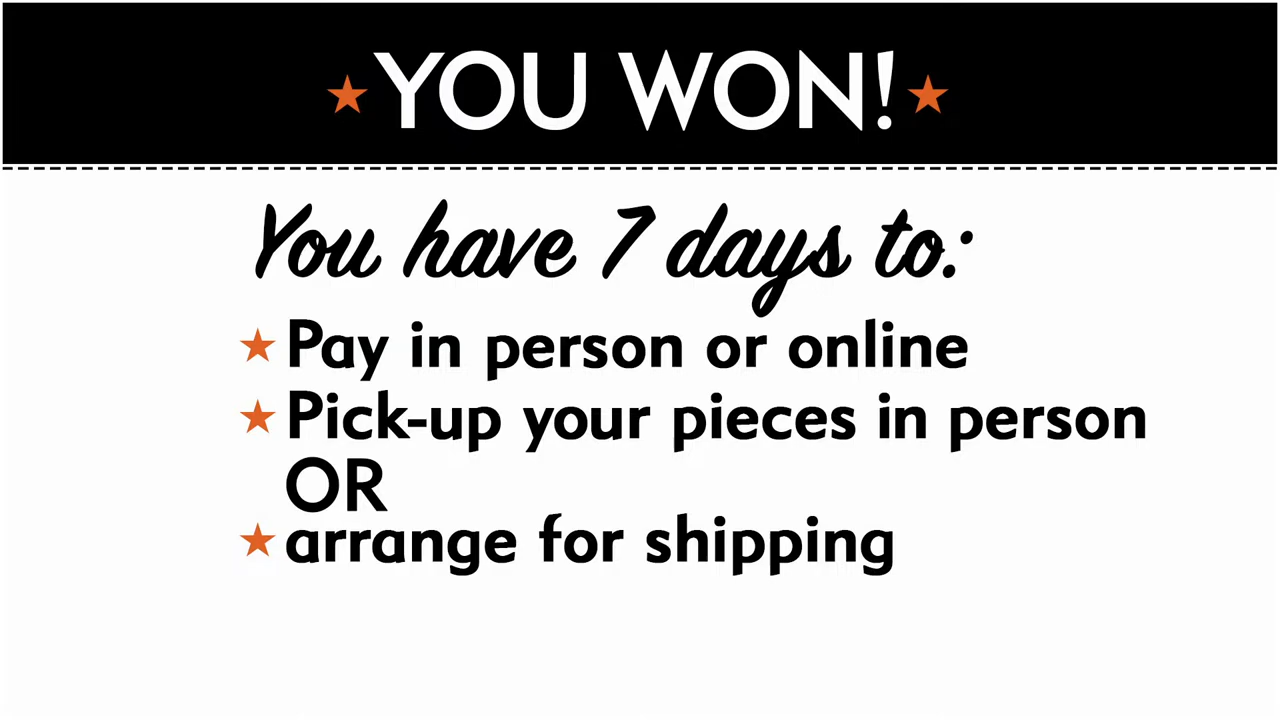 YOU WON!
You have 7 days to:
Pay in person or online
Pick-up your pieces in person
OR
arrange for shipping